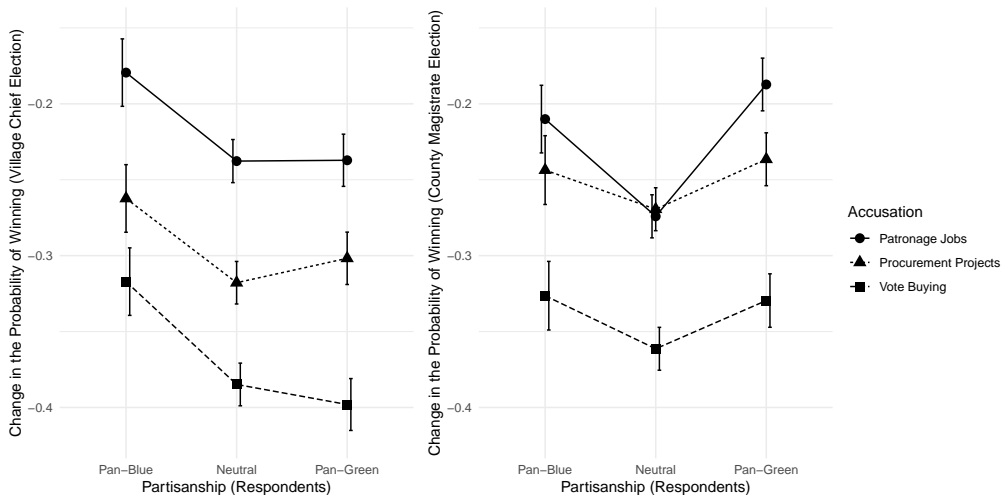 Change in the Probability of Winning (Village Chief Election)
−0.2
−0.3
−0.4
Pan−Blue
Neutral
Pan−Green
Partisanship (Respondents)
Change in the Probability of Winning (County Magistrate Election)
−0.2
−0.3
−0.4
Pan−Blue
Neutral
Pan−Green
Partisanship (Respondents)
Accusation
Patronage Jobs
Procurement Projects
Vote Buying